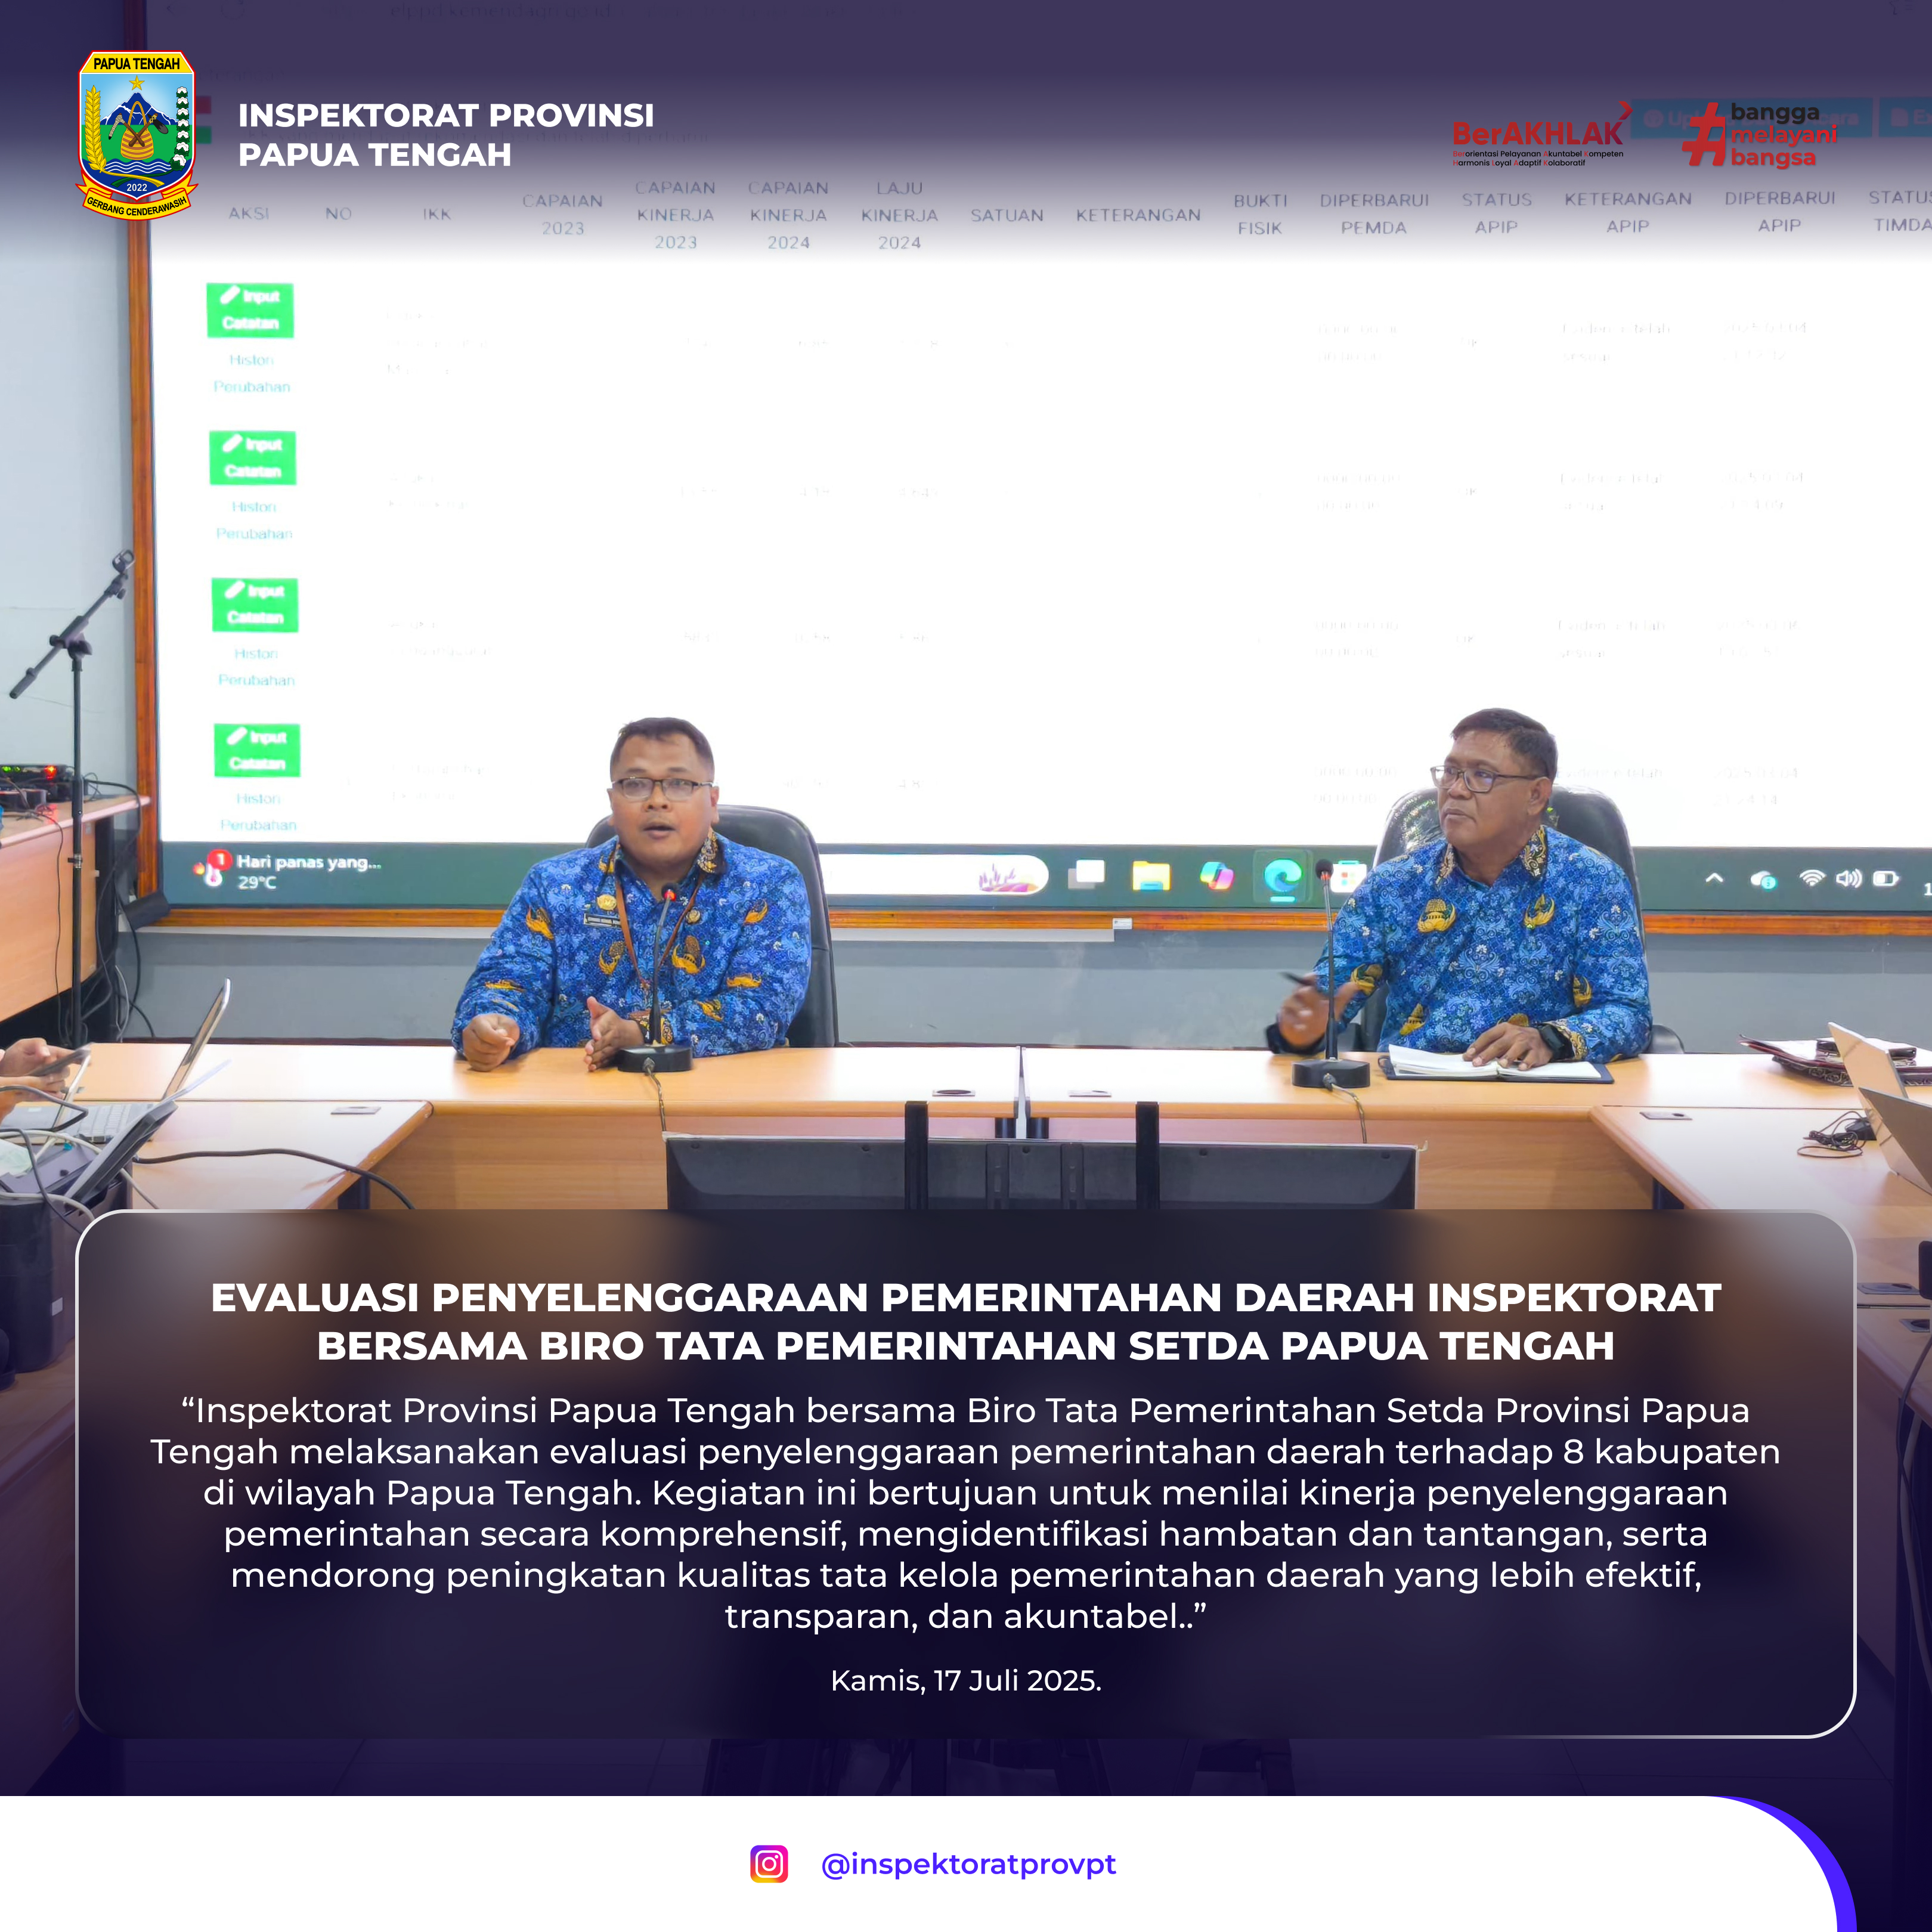 PAPUA TENGAH
2022
GERBANG CENDERAWASIH
INSPEKTORAT PROVINSI
PAPUA TENGAH
BerAKHLAK
Berorientasi Pelayanan Akuntabel Kompeten
Harmonis Loyal Adaptif Kolaboratif
#bangga
melayani
bangsa
AKSI
NO
IKK
CAPAIAN
2023
CAPAIAN
KINERJA
2023
CAPAIAN
KINERJA
2024
LAJU
KINERJA
2024
SATUAN
KETERANGAN
BUKTI
FISIK
DIPERBARUI
PEMDA
STATUS
APIP
KETERANGAN
APIP
DIPERBARUI
APIP
STATUS
TIMDA
Input
Catatan
Histori
Perubahan
Input
Catatan
Histori
Perubahan
Input
Catatan
Histori
Perubahan
Input
Catatan
Histori
Perubahan
1
Hari panas yang...
29°C
EVALUASI PENYELENGGARAAN PEMERINTAHAN DAERAH INSPEKTORAT
BERSAMA BIRO TATA PEMERINTAHAN SETDA PAPUA TENGAH
“Inspektorat Provinsi Papua Tengah bersama Biro Tata Pemerintahan Setda Provinsi Papua
Tengah melaksanakan evaluasi penyelenggaraan pemerintahan daerah terhadap 8 kabupaten
di wilayah Papua Tengah. Kegiatan ini bertujuan untuk menilai kinerja penyelenggaraan
pemerintahan secara komprehensif, mengidentifikasi hambatan dan tantangan, serta
mendorong peningkatan kualitas tata kelola pemerintahan daerah yang lebih efektif,
transparan, dan akuntabel..”
Kamis, 17 Juli 2025.
@inspektoratprovpt